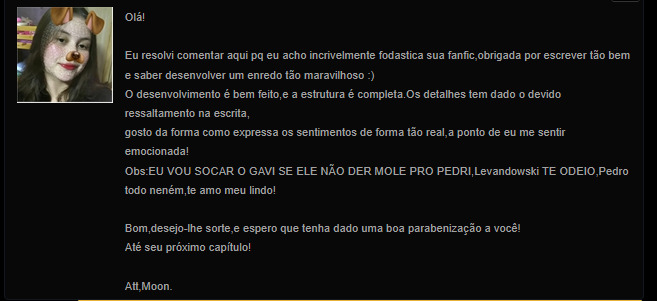 Olá!
Eu resolvi comentar aqui pq eu acho incrivelmente fodastica sua fanfic,obrigada por escrever tão bem
e saber desenvolver um enredo tão maravilhoso :)
O desenvolvimento é bem feito,e a estrutura é completa.Os detalhes tem dado o devido
ressaltamento na escrita,
gosto da forma como expressa os sentimentos de forma tão real,a ponto de eu me sentir
emocionada!
Obs:EU VOU SOCAR O GAVI SE ELE NÃO DER MOLE PRO PEDRI,Levandowski TE ODEIO,Pedro
todo neném,te amo meu lindo!
Bom,desejo-lhe sorte,e espero que tenha dado uma boa parabenização a você!
Até seu próximo capítulo!
Att,Moon.